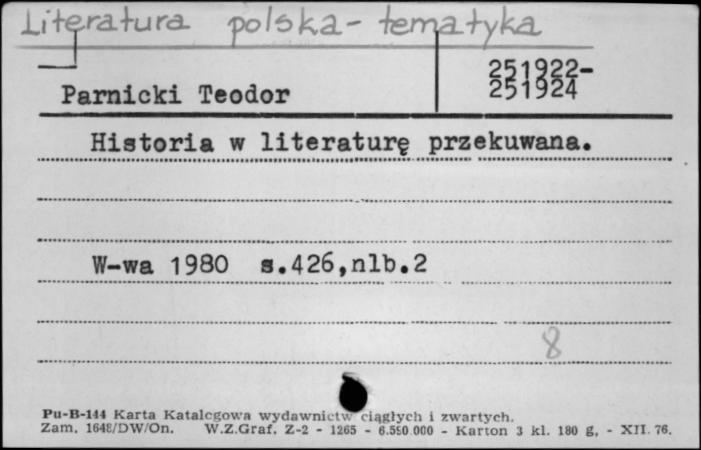 Literatura polska - tematyka
251922-
251924
Parnicki Teodor
Historia w literaturę przekuwana.
W-wa 1980 s.426,nlb.2
8
Pu-B-144 Karta Katalogowa wydawnictw ciągłych i zwartych.
Zam. 1648/DW/On. W.Z.Graf. Z-2 - 1265 - 6.550.000 - Karton 3 kl. 180 g. - XII. 76.